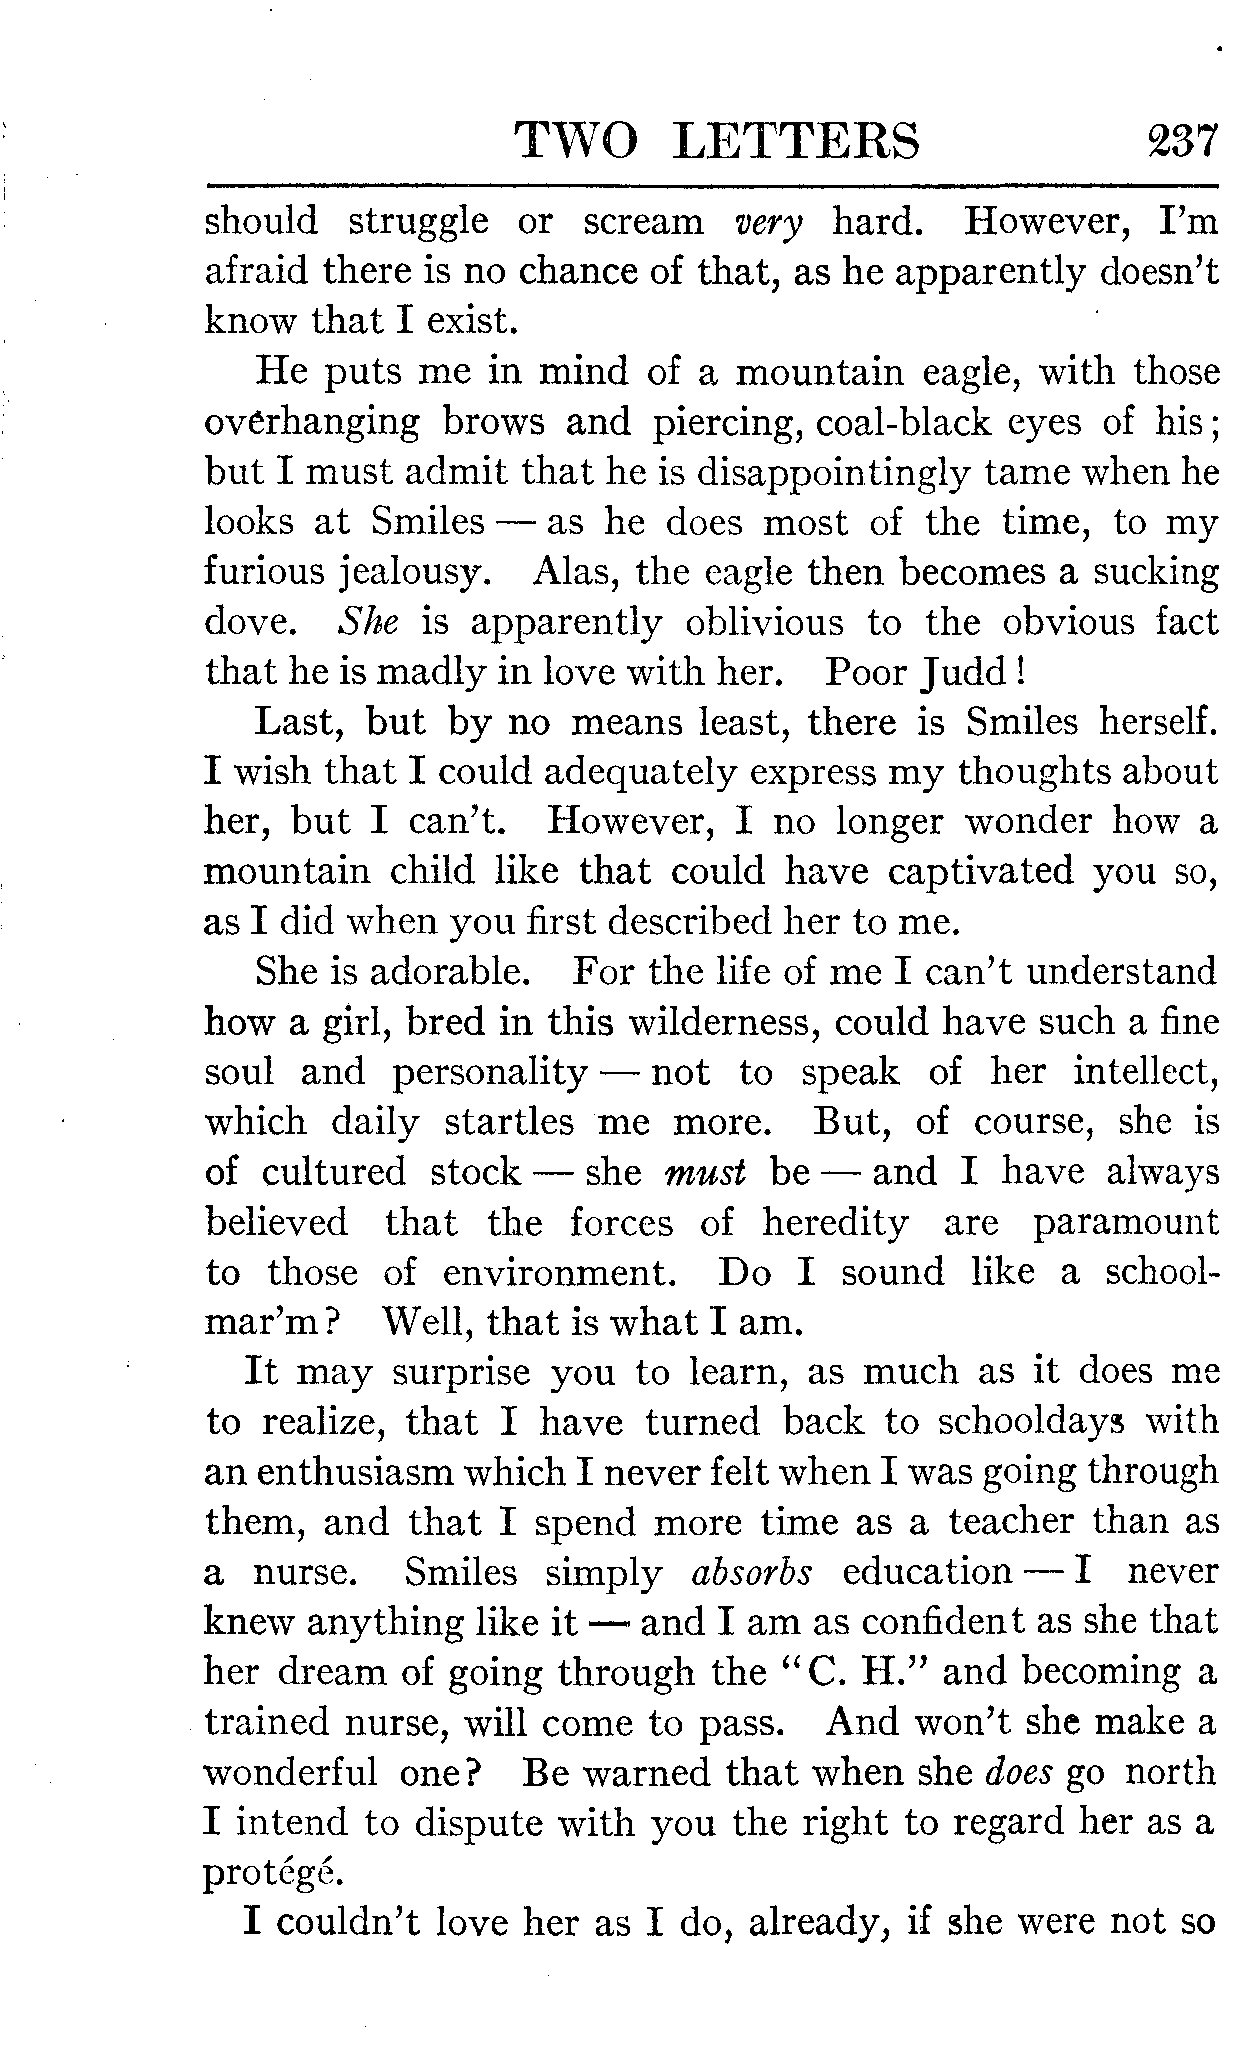 TWO LETTERS 237
should struggle or scream very hard. However, I'm
afraid there is no chance of that, as he apparently doesn't
know that I exist.
He puts me in mind of a mountain eagle, with those
overhanging brows and piercing, coal-black eyes of his;
but I must admit that he is disappointingly tame when he
looks at Smiles — as he does most of the time, to my
furious jealousy. Alas, the eagle then becomes a sucking
dove. She is apparently oblivious to the obvious fact
that he is madly in love with her. Poor Judd!
Last, but by no means least, there is Smiles herself.
I wish that I could adequately express my thoughts about
her, but I can't. However, I no longer wonder how a
mountain child like that could have captivated you so,
as I did when you first described her to me.
She is adorable. For the life of me I can't understand
how a girl, bred in this wilderness, could have such a fine
soul and personality — not to speak of her intellect,
which daily startles me more. But, of course, she is
of cultured stock — she must be — and I have always
believed that the forces of heredity are paramount
to those of environment. Do I sound like a school-
mar'm? Well, that is what I am.
It may surprise you to learn, as much as it does me
to realize, that I have turned back to schooldays with
an enthusiasm which I never felt when I was going through
them, and that I spend more time as a teacher than as
a nurse. Smiles simply absorbs education — I never
knew anything like it — and I am as confident as she that
her dream of going through the "C. H." and becoming a
trained nurse, will come to pass. And won't she make a
wonderful one? Be warned that when she does go north
I intend to dispute with you the right to regard her as a
protégé.
I couldn't love her as I do, already, if she were not so